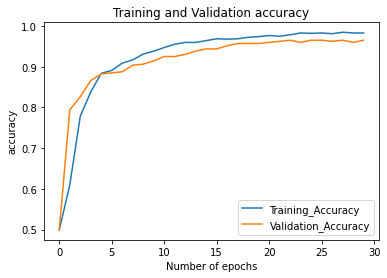 Training and Validation accuracy
1.0
0.9
0.8
0.7
0.6
0.5
accuracy
Training_Accuracy
Validation_Accuracy
0 5 10 15 20 25 30
Number of epochs